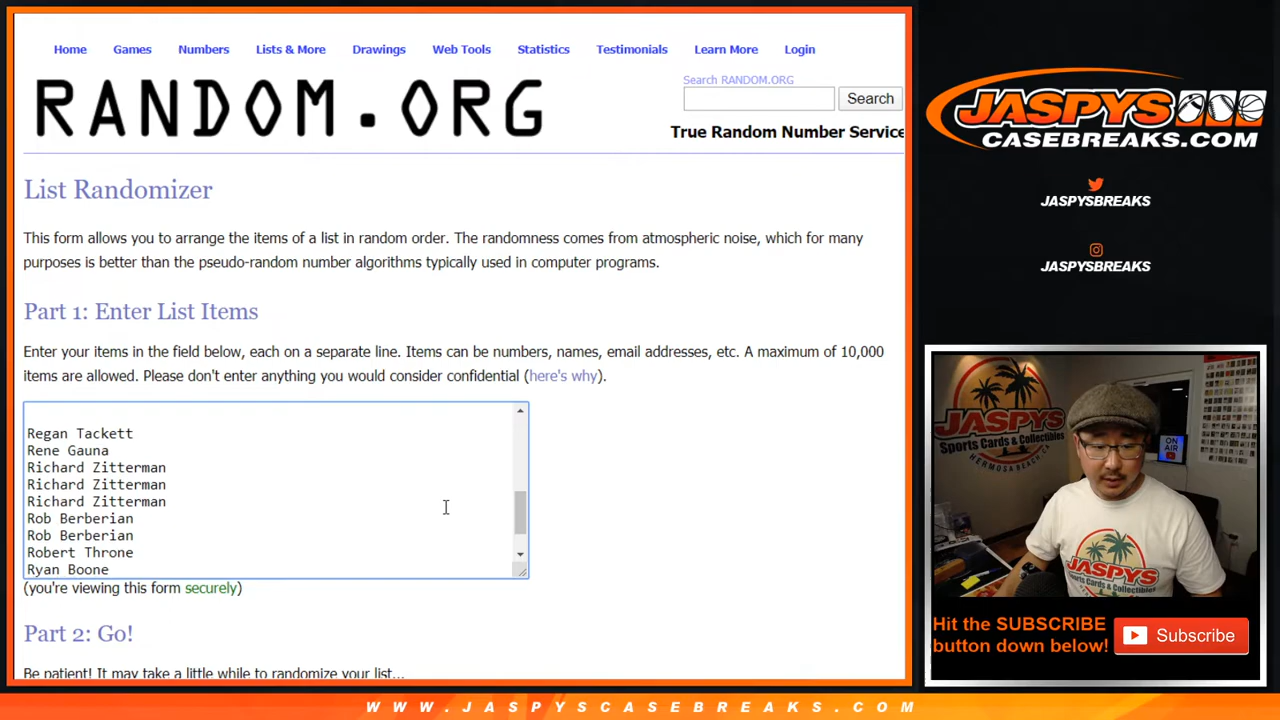 Home Games Numbers Lists & More Drawings Web Tools Statistics Testimonials Learn More Login
RANDOM.ORG
Search RANDOM.ORG
Search
True Random Number Service
List Randomizer
This form allows you to arrange the items of a list in random order. The randomness comes from atmospheric noise, which for many
purposes is better than the pseudo-random number algorithms typically used in computer programs.
Part 1: Enter List Items
Enter your items in the field below, each on a separate line. Items can be numbers, names, email addresses, etc. A maximum of 10,000
items are allowed. Please don't enter anything you would consider confidential (here's why).
Regan Tackett
Rene Gauna
Richard Zitterman
Richard Zitterman
Richard Zitterman
Rob Berberian
Rob Berberian
Robert Throne
Ryan Boone
(you're viewing this form securely)
Part 2: Go!
Be patient! It may take a little while to randomize your list...
JASPYS
CASEBREAKS.COM
JASPYSBREAKS
JASPYSBREAKS
JASPYS
Sports Cards & Collectibles
HERMOSA BEACH, CA
ON AIR
JASPYS
Sports Cards & Collectibles
Hit the SUBSCRIBE
button down below!
Subscribe
WWW.JASPYSCASEBREAKS.COM